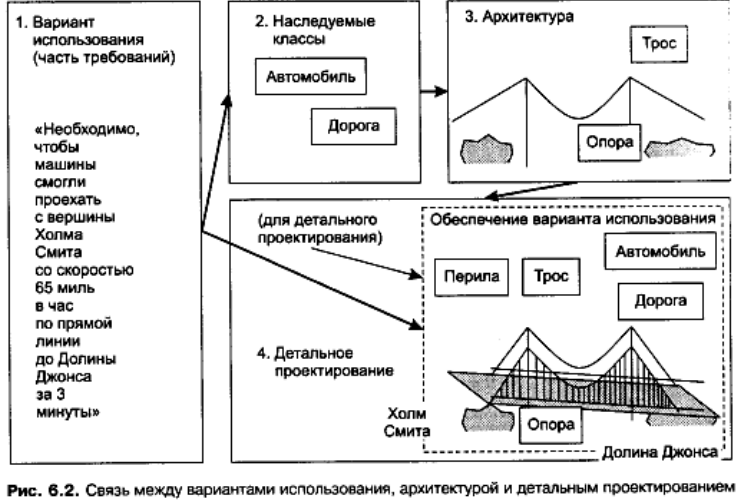 1. Вариант
использования
(часть требований)
«Необходимо,
чтобы
машины
смогли
проехать
с вершины
Холма
Смита
со скоростью
65 миль
в час
по прямой
линии
до Долины
Джонса
за 3
минуты»
2. Наследуемые
классы
Автомобиль
Дорога
3. Архитектура
Трос
Опора
(для детального
проектирования)
4. Детальное
проектирование
Обеспечение варианта использования
Автомобиль
Перила
Трос
Дорога
Холм
Смита
Опора
Долина Джонса
Рис. 6.2. Связь между вариантами использования, архитектурой и детальным проектированием